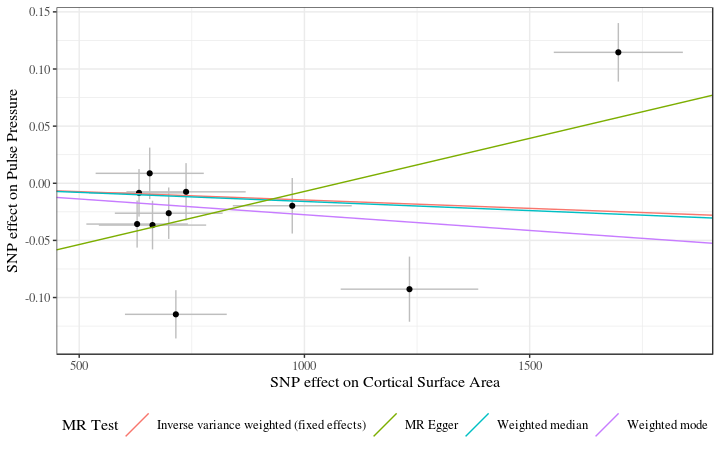 0.15
0.10
0.05
0.00
-0.05
-0.10
SNP effect on Pulse Pressure
500 1000 1500
SNP effect on Cortical Surface Area
MR Test Inverse variance weighted (fixed effects) MR Egger Weighted median Weighted mode